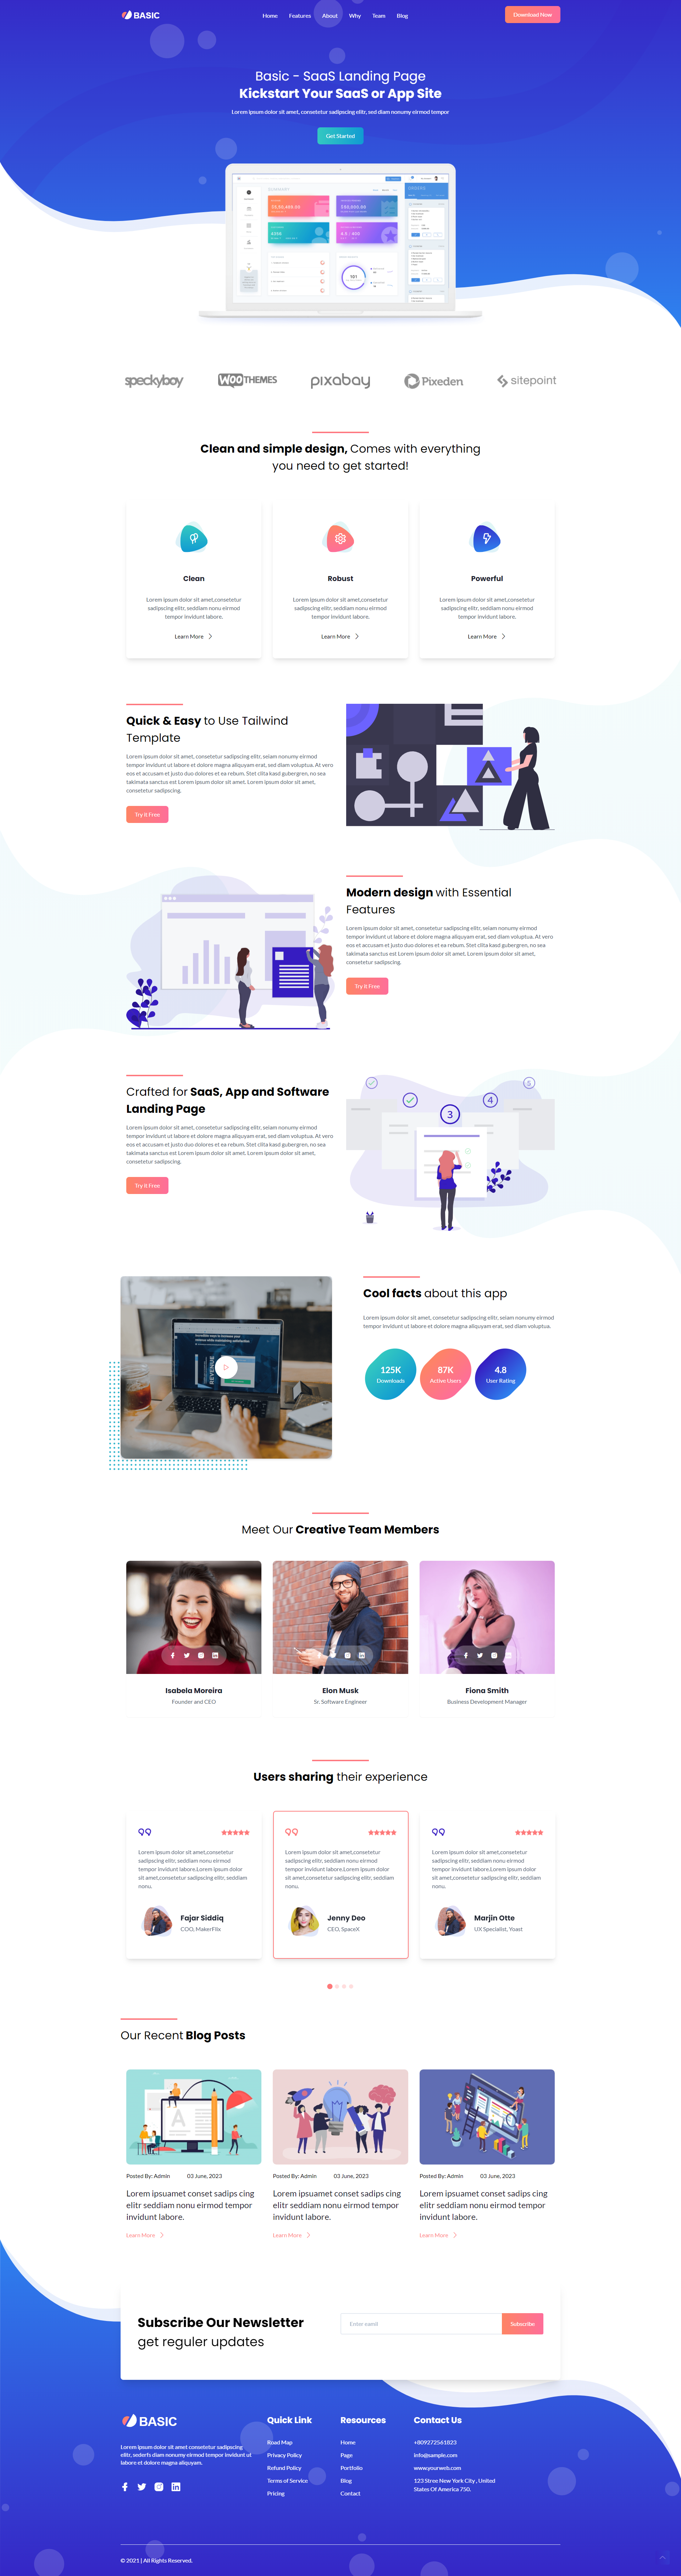 BASIC
Home Features About Why Team Blog
Download Now
Basic - SaaS Landing Page
Kickstart Your SaaS or App Site
Lorem ipsum dolor sit amet, consetetur sadipscing elitr, sed diam nonumy eirmod tempor
Get Started
speckyboy
WOOTHEMES
pixabay
Pixeden
sitepoint
Clean and simple design, Comes with everything
you need to get started!
Clean
Lorem ipsum dolor sit amet,consetetur
sadipscing elitr, seddiam nonu eirmod
tempor invidunt labore.
Learn More
Robust
Lorem ipsum dolor sit amet,consetetur
sadipscing elitr, seddiam nonu eirmod
tempor invidunt labore.
Learn More
Powerful
Lorem ipsum dolor sit amet,consetetur
sadipscing elitr, seddiam nonu eirmod
tempor invidunt labore.
Learn More
Quick & Easy to Use Tailwind
Template
Lorem ipsum dolor sit amet, consetetur sadipscing elitr, seiam nonumy eirmod
tempor invidunt ut labore et dolore magna aliquyam erat, sed diam voluptua. At vero
eos et accusam et justo duo dolores et ea rebum. Stet clita kasd gubergren, no sea
takimata sanctus est Lorem ipsum dolor sit amet. Lorem ipsum dolor sit amet,
consetetur sadipscing.
Try it Free
Modern design with Essential
Features
Lorem ipsum dolor sit amet, consetetur sadipscing elitr, seiam nonumy eirmod
tempor invidunt ut labore et dolore magna aliquyam erat, sed diam voluptua. At vero
eos et accusam et justo duo dolores et ea rebum. Stet clita kasd gubergren, no sea
takimata sanctus est Lorem ipsum dolor sit amet. Lorem ipsum dolor sit amet,
consetetur sadipscing.
Try it Free
Crafted for SaaS, App and Software
Landing Page
Lorem ipsum dolor sit amet, consetetur sadipscing elitr, seiam nonumy eirmod
tempor invidunt ut labore et dolore magna aliquyam erat, sed diam voluptua. At vero
eos et accusam et justo duo dolores et ea rebum. Stet clita kasd gubergren, no sea
takimata sanctus est Lorem ipsum dolor sit amet. Lorem ipsum dolor sit amet,
consetetur sadipscing.
Try it Free
3
4
5
Cool facts about this app
Lorem ipsum dolor sit amet, consetetur sadipscing elitr, seiam nonumy eirmod
tempor invidunt ut labore et dolore magna aliquyam erat, sed diam voluptua.
125K
Downloads
87K
Active Users
4.8
User Rating
Meet Our Creative Team Members
Isabela Moreira
Founder and CEO
Elon Musk
Sr. Software Engineer
Fiona Smith
Business Development Manager
Users sharing their experience
Lorem ipsum dolor sit amet,consetetur
sadipscing elitr, seddiam nonu eirmod
tempor invidunt labore.Lorem ipsum dolor
sit amet,consetetur sadipscing elitr, seddiam
nonu.
Fajar Siddiq
COO, MakerFlix
Lorem ipsum dolor sit amet,consetetur
sadipscing elitr, seddiam nonu eirmod
tempor invidunt labore.Lorem ipsum dolor
sit amet,consetetur sadipscing elitr, seddiam
nonu.
Jenny Deo
CEO, SpaceX
Lorem ipsum dolor sit amet,consetetur
sadipscing elitr, seddiam nonu eirmod
tempor invidunt labore.Lorem ipsum dolor
sit amet,consetetur sadipscing elitr, seddiam
nonu.
Marjin Otte
UX Specialist, Yoast
Our Recent Blog Posts
Posted By: Admin 03 June, 2023
Lorem ipsuamet conset sadips cing
elitr seddiam nonu eirmod tempor
invidunt labore.
Learn More
Posted By: Admin 03 June, 2023
Lorem ipsuamet conset sadips cing
elitr seddiam nonu eirmod tempor
invidunt labore.
Learn More
Posted By: Admin 03 June, 2023
Lorem ipsuamet conset sadips cing
elitr seddiam nonu eirmod tempor
invidunt labore.
Learn More
Subscribe Our Newsletter
get reguler updates
Enter eamil
Subscribe
BASIC
Lorem ipsum dolor sit amet consetetur sadipscing
elitr, sederfs diam nonumy eirmod tempor invidunt ut
labore et dolore magna aliquyam.
Quick Link
Road Map
Privacy Policy
Refund Policy
Terms of Service
Pricing
Resources
Home
Page
Portfolio
Blog
Contact
Contact Us
+809272561823
info@sample.com
www.yourweb.com
123 Stree New York City , United
States Of America 750.
© 2021 | All Rights Reserved.